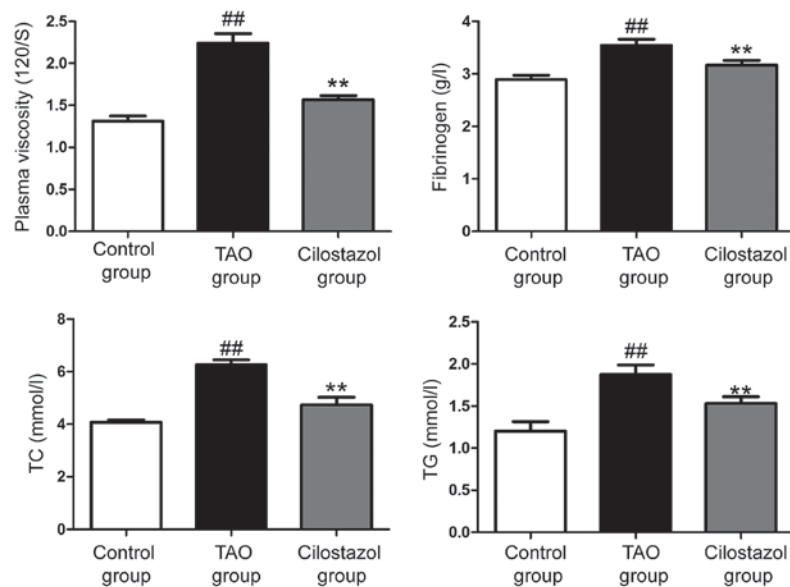 Plasma viscosity (120/S)
2.5
2.0
1.5
1.0
0.5
0.0
##
**
Control
group
TAO
group
Cilostazol
group
Fibrinogen (g/l)
4
3
2
1
0
##
**
Control
group
TAO
group
Cilostazol
group
TC (mmol/l)
8
6
4
2
0
##
**
Control
group
TAO
group
Cilostazol
group
TG (mmol/l)
2.5
2.0
1.5
1.0
0.5
0.0
##
**
Control
group
TAO
group
Cilostazol
group